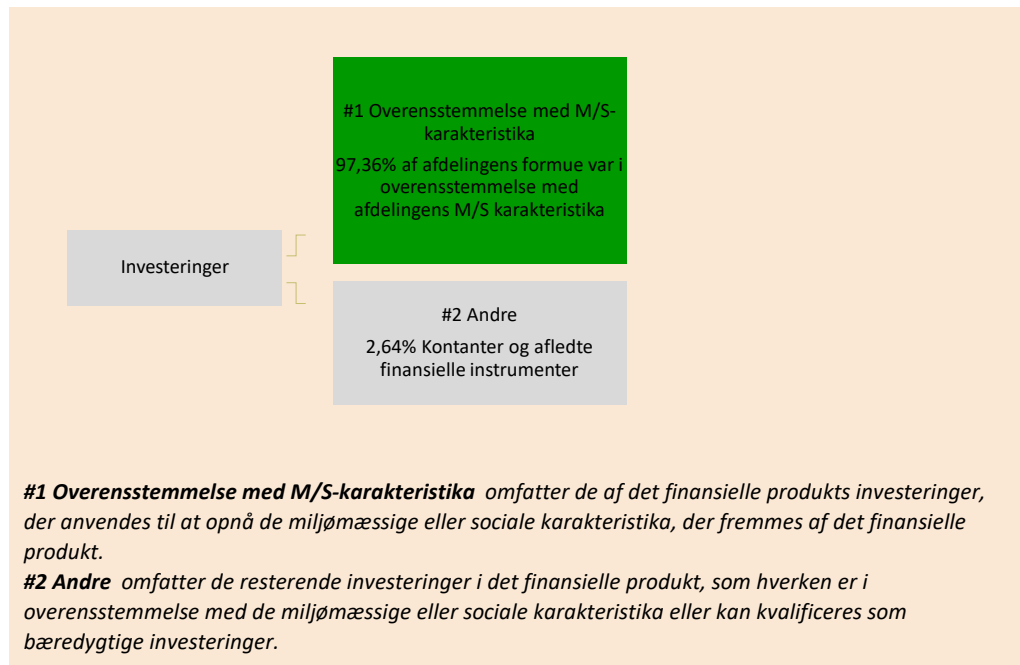 #1 Overensstemmelse med M/S-
karakteristika
97,36% af afdelingens formue var i
overensstemmelse med
afdelingens M/S karakteristika
Investeringer
#2 Andre
2,64% Kontanter og afledte
finansielle instrumenter
#1 Overensstemmelse med M/S-karakteristika omfatter de af det finansielle produkts investeringer,
der anvendes til at opnå de miljømæssige eller sociale karakteristika, der fremmes af det finansielle
produkt.
#2 Andre omfatter de resterende investeringer i det finansielle produkt, som hverken er i
overensstemmelse med de miljømæssige eller sociale karakteristika eller kan kvalificeres som
bæredygtige investeringer.